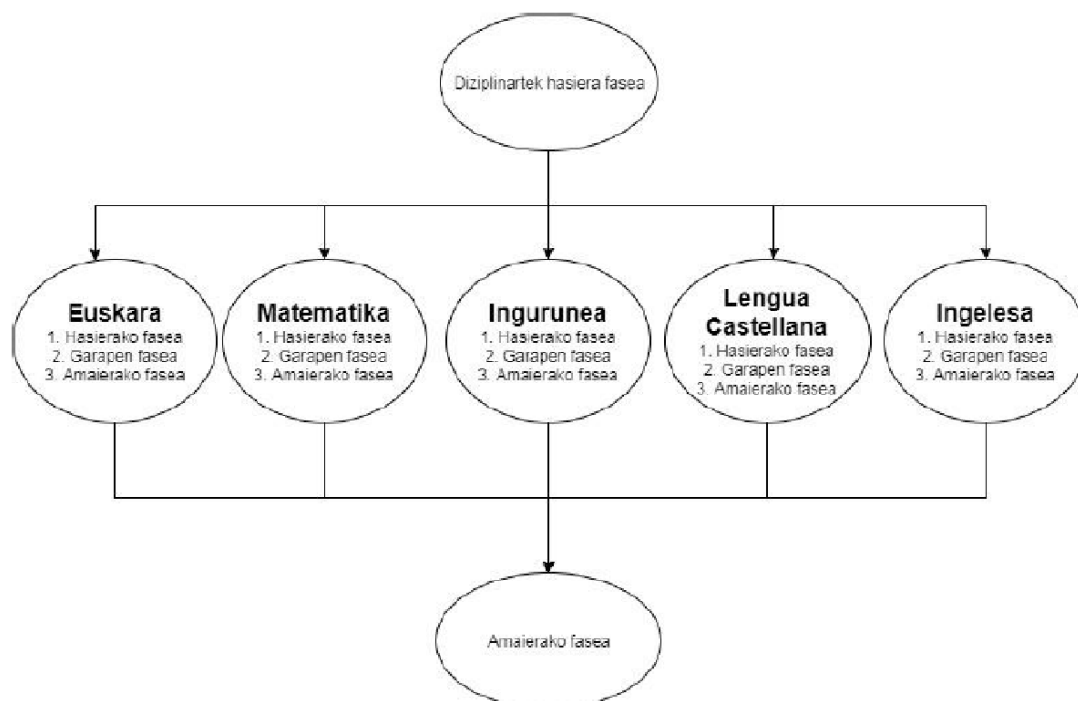 Diziplinartek hasiera fasea
Euskara
1. Hasierako fasea
2. Garapen fasea
3. Amaierako fasea
Matematika
1. Hasierako fasea
2. Garapen fasea
3. Amaierako fasea
Ingurunea
1. Hasierako fasea
2. Garapen fasea
3. Amaierako fasea
Lengua
Castellana
1. Hasierako fasea
2. Garapen fasea
3. Amaierako fasea
Ingelesa
1. Hasierako fasea
2. Garapen fasea
3. Amaierako fasea
Amaierako fasea